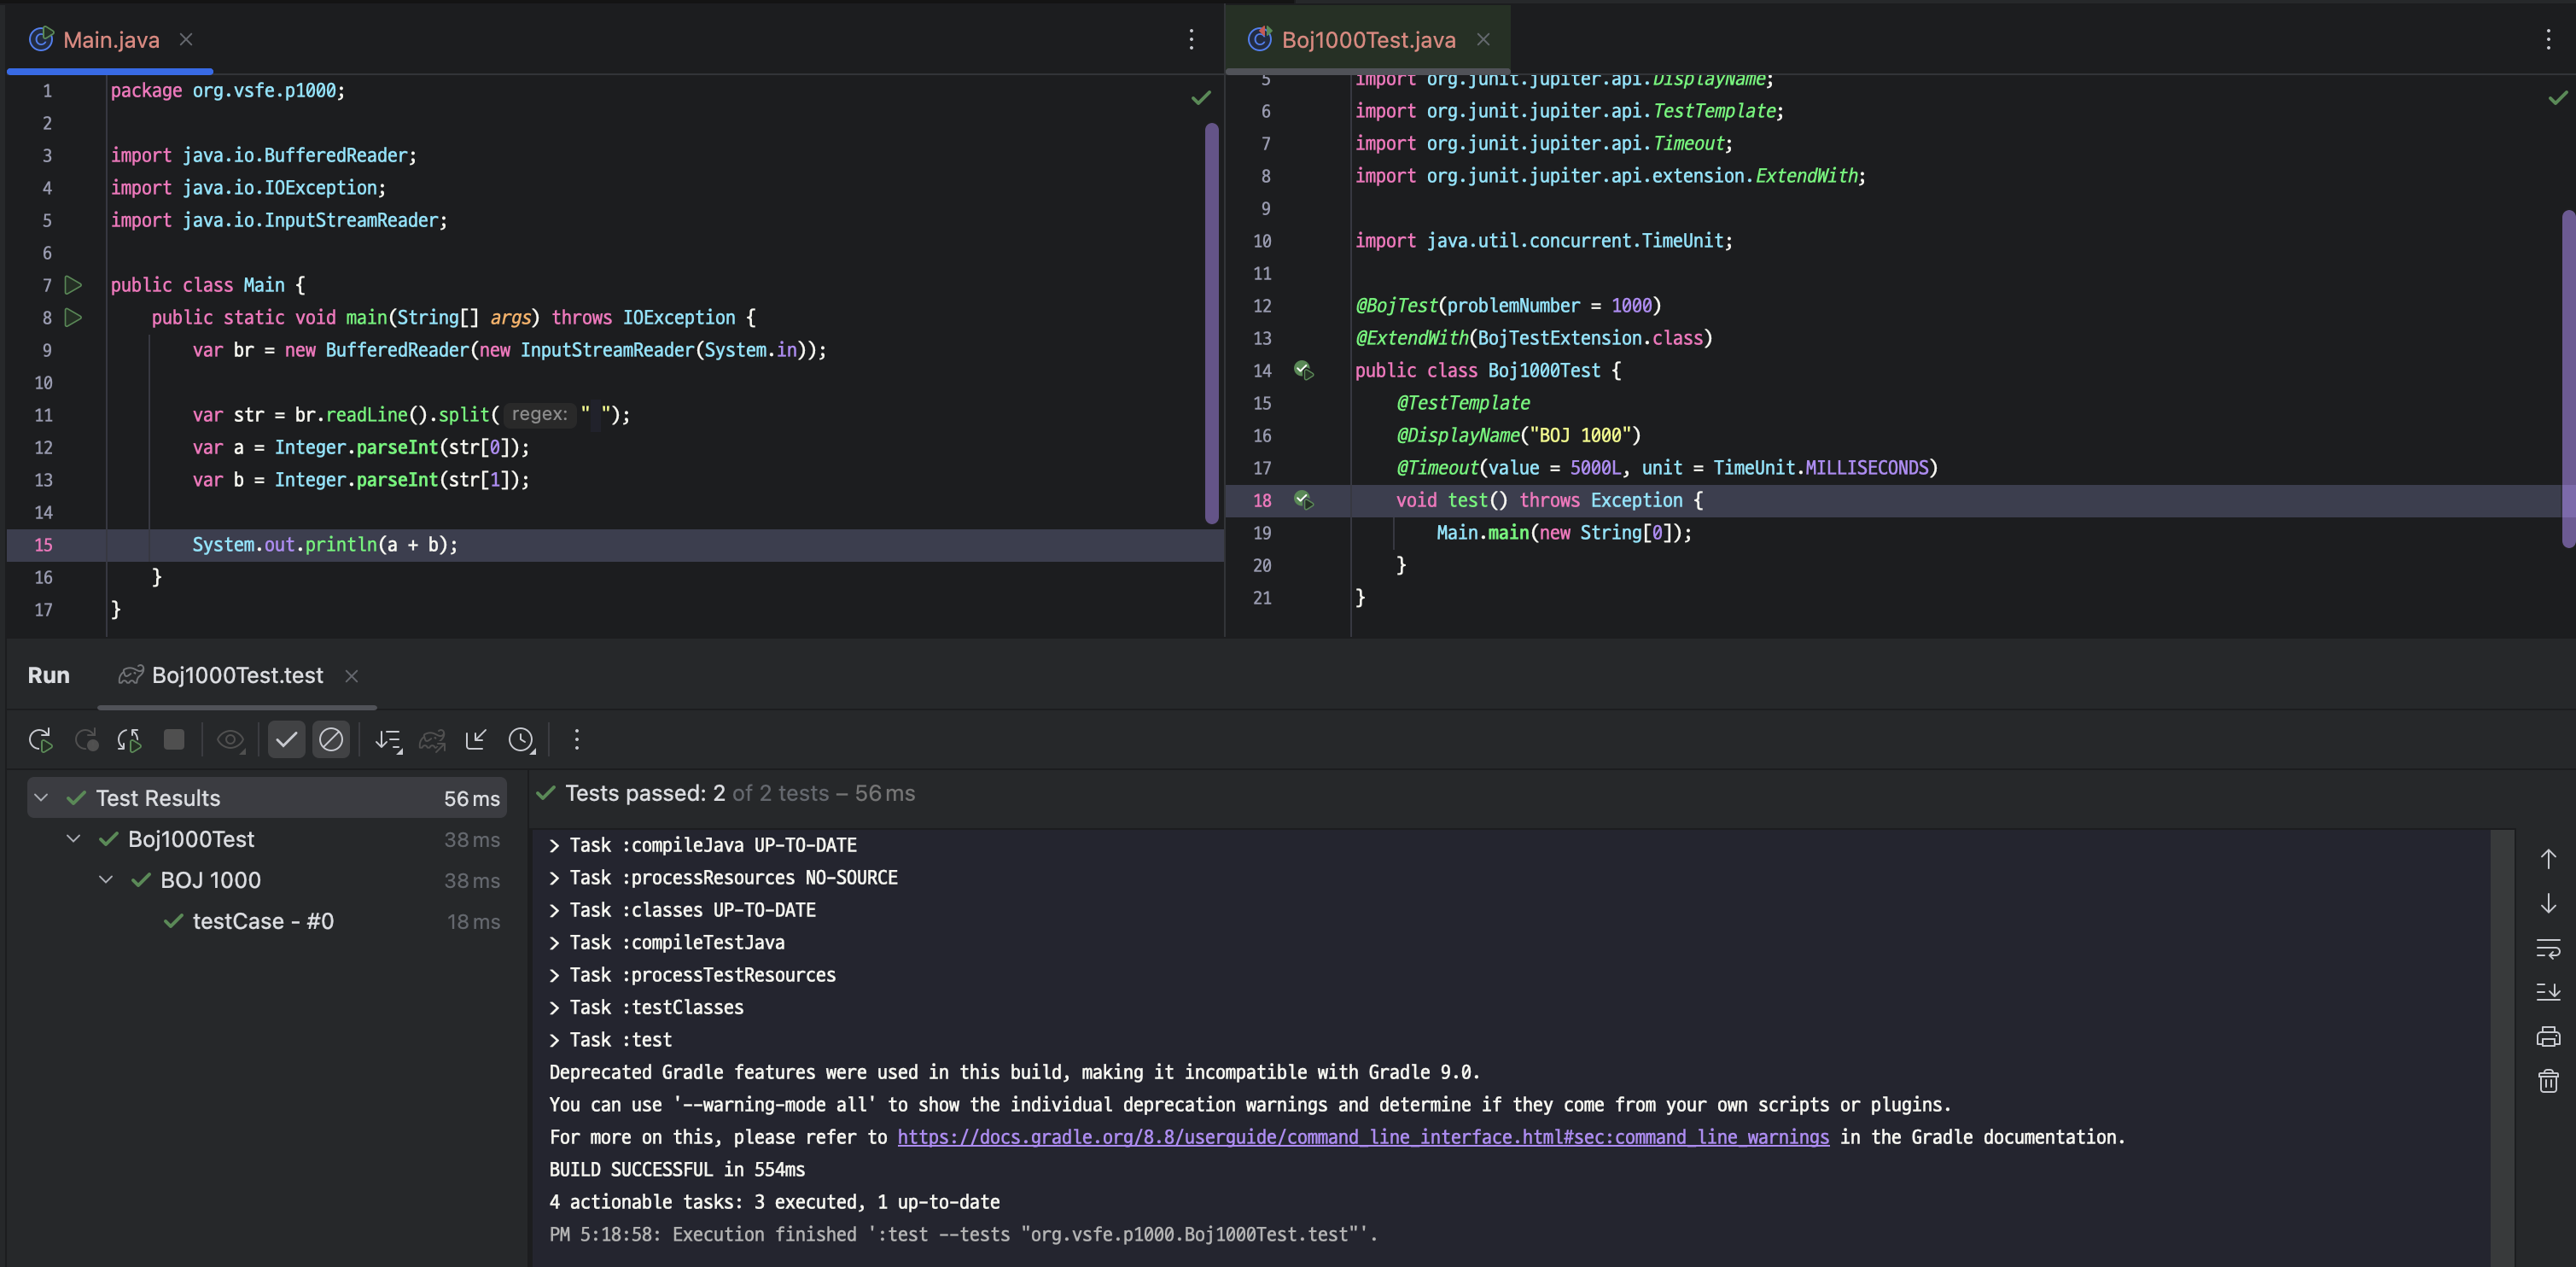 Main.java
1 package org.vsfe.p1000;
2
3 import java.io.BufferedReader;
4 import java.io.IOException;
5 import java.io.InputStreamReader;
6
7 public class Main {
8     public static void main(String[] args) throws IOException {
9         var br = new BufferedReader(new InputStreamReader(System.in));
10
11         var str = br.readLine().split( regex: " ");
12         var a = Integer.parseInt(str[0]);
13         var b = Integer.parseInt(str[1]);
14
15         System.out.println(a + b);
16     }
17 }
Boj1000Test.java
5 import org.junit.jupiter.api.DisplayName;
6 import org.junit.jupiter.api.TestTemplate;
7 import org.junit.jupiter.api.Timeout;
8 import org.junit.jupiter.api.extension.ExtendWith;
9
10 import java.util.concurrent.TimeUnit;
11
12 @BojTest(problemNumber = 1000)
13 @ExtendWith(BojTestExtension.class)
14 public class Boj1000Test {
15     @TestTemplate
16     @DisplayName("BOJ 1000")
17     @Timeout(value = 5000L, unit = TimeUnit.MILLISECONDS)
18     void test() throws Exception {
19         Main.main(new String[0]);
20     }
21 }
Run Boj1000Test.test
Test Results 56 ms
Boj1000Test 38 ms
BOJ 1000 38 ms
testCase - #0 18 ms
Tests passed: 2 of 2 tests – 56 ms
> Task :compileJava UP-TO-DATE
> Task :processResources NO-SOURCE
> Task :classes UP-TO-DATE
> Task :compileTestJava
> Task :processTestResources
> Task :testClasses
> Task :test
Deprecated Gradle features were used in this build, making it incompatible with Gradle 9.0.
You can use '--warning-mode all' to show the individual deprecation warnings and determine if they come from your own scripts or plugins.
For more on this, please refer to https://docs.gradle.org/8.8/userguide/command_line_interface.html#sec:command_line_warnings in the Gradle documentation.
BUILD SUCCESSFUL in 554ms
4 actionable tasks: 3 executed, 1 up-to-date
PM 5:18:58: Execution finished ':test --tests "org.vsfe.p1000.Boj1000Test.test"'.